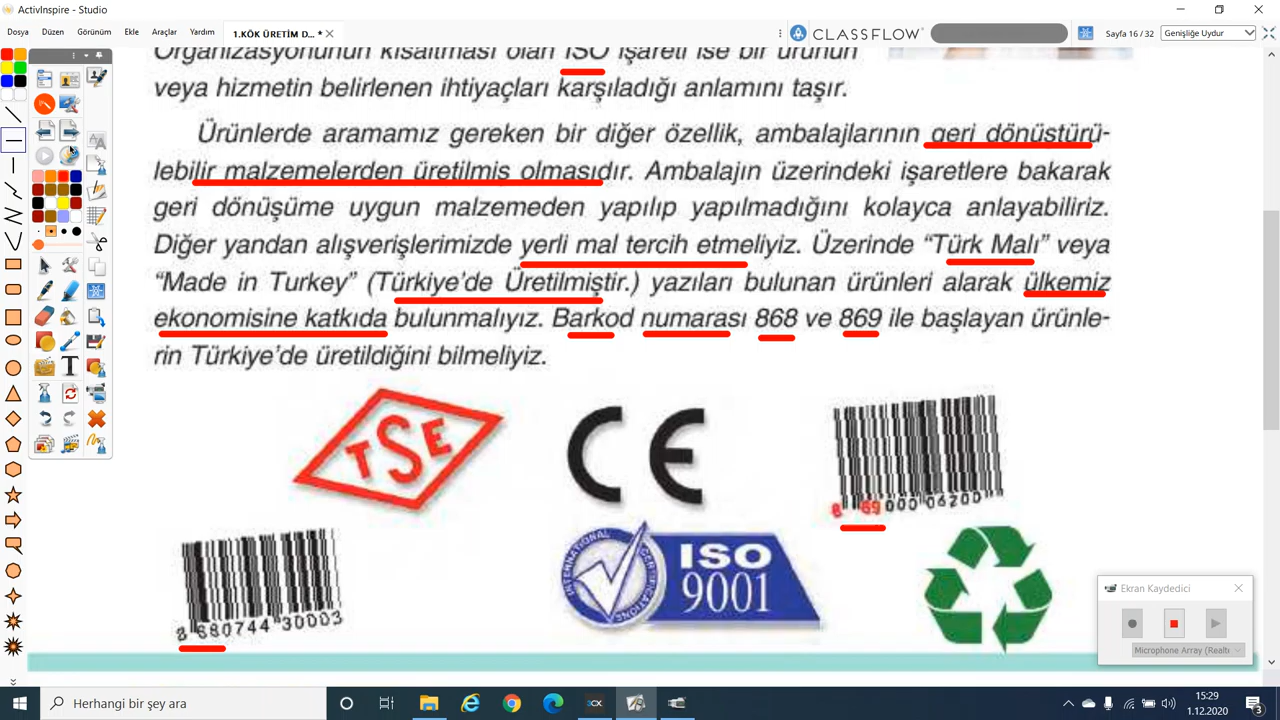 ActivInspire - Studio
Dosya Düzen Görünüm Ekle Araçlar Yardım
1.KÖK ÜRETİM D... *
CLASSFLOW
Sayfa 16 / 32
Genişliğe Uydur
Organizasyonunun kısaltması olan ISO işareti ise bir ürünün
veya hizmetin belirlenen ihtiyaçları karşıladığı anlamını taşır.
Ürünlerde aramamız gereken bir diğer özellik, ambalajlarının geri dönüştürü-
lebilir malzemelerden üretilmiş olmasıdır. Ambalajın üzerindeki işaretlere bakarak
geri dönüşüme uygun malzemeden yapılıp yapılmadığını kolayca anlayabiliriz.
Diğer yandan alışverişlerimizde yerli mal tercih etmeliyiz. Üzerinde “Türk Malı” veya
“Made in Turkey” (Türkiye’de Üretilmiştir.) yazıları bulunan ürünleri alarak ülkemiz
ekonomisine katkıda bulunmalıyız. Barkod numarası 868 ve 869 ile başlayan ürünle-
rin Türkiye’de üretildiğini bilmeliyiz.
TSE
CE
8 69000 06200
8 680744 30003
INTERNATIONAL CERTIFICATIONS
ISO
9001
Ekran Kaydedici
Microphone Array (Realte
Herhangi bir şey ara
15:29
1.12.2020
3